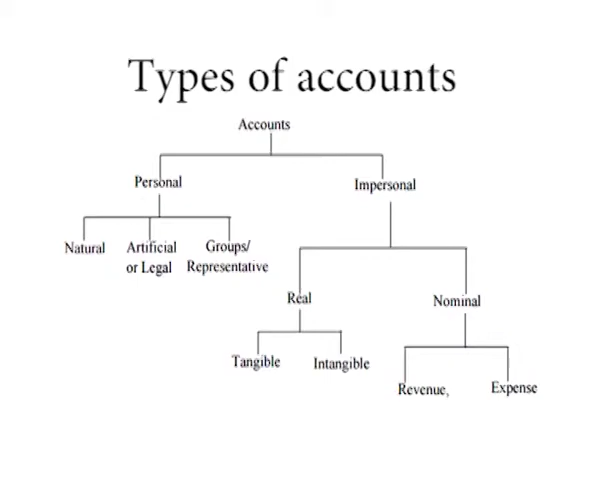 Types of accounts
Accounts
Personal
Impersonal
Natural
Artificial
or Legal
Groups/
Representative
Real
Nominal
Tangible
Intangible
Revenue,
Expense